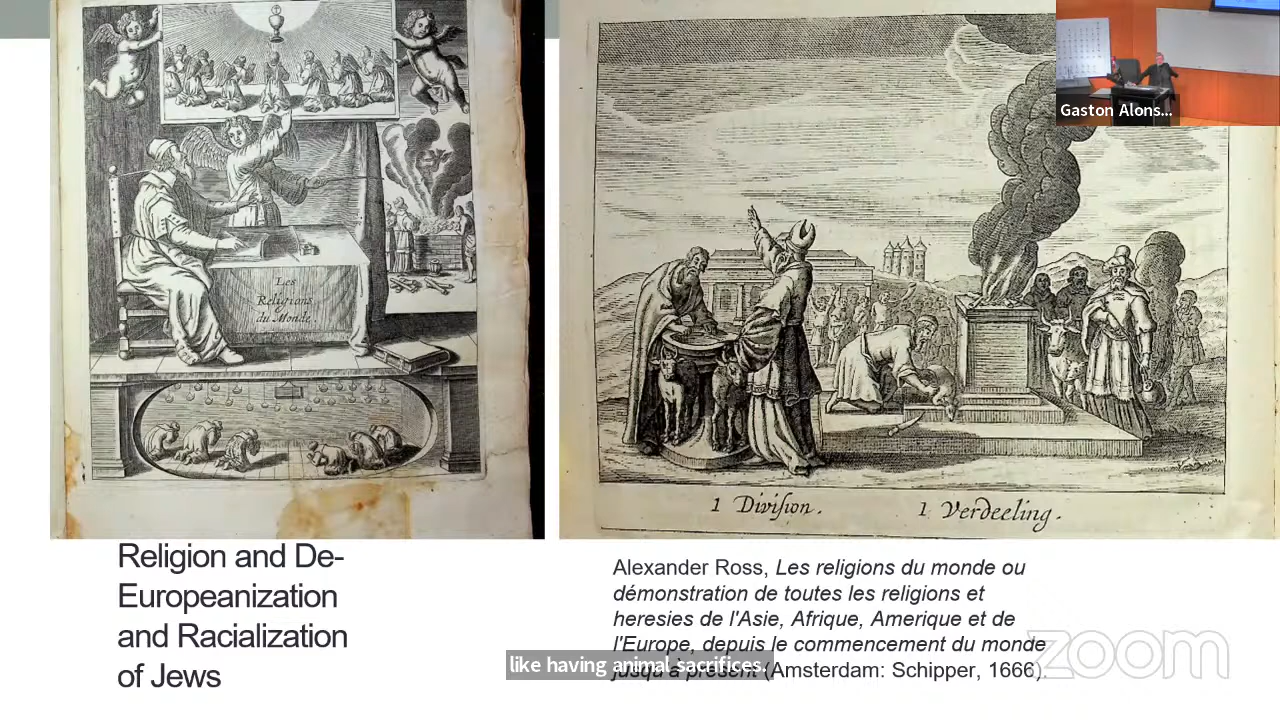 Gaston Alons...
Les
Religions
du Monde.
1 Division.
1 Verdeeling.
Religion and De-
Europeanization
and Racialization
of Jews
Alexander Ross, Les religions du monde ou
démonstration de toutes les religions et
heresies de l'Asie, Afrique, Amerique et de
l'Europe, depuis le commencement du monde
jusqu'à présent (Amsterdam: Schipper, 1666).
like having animal sacrifices.
zoom